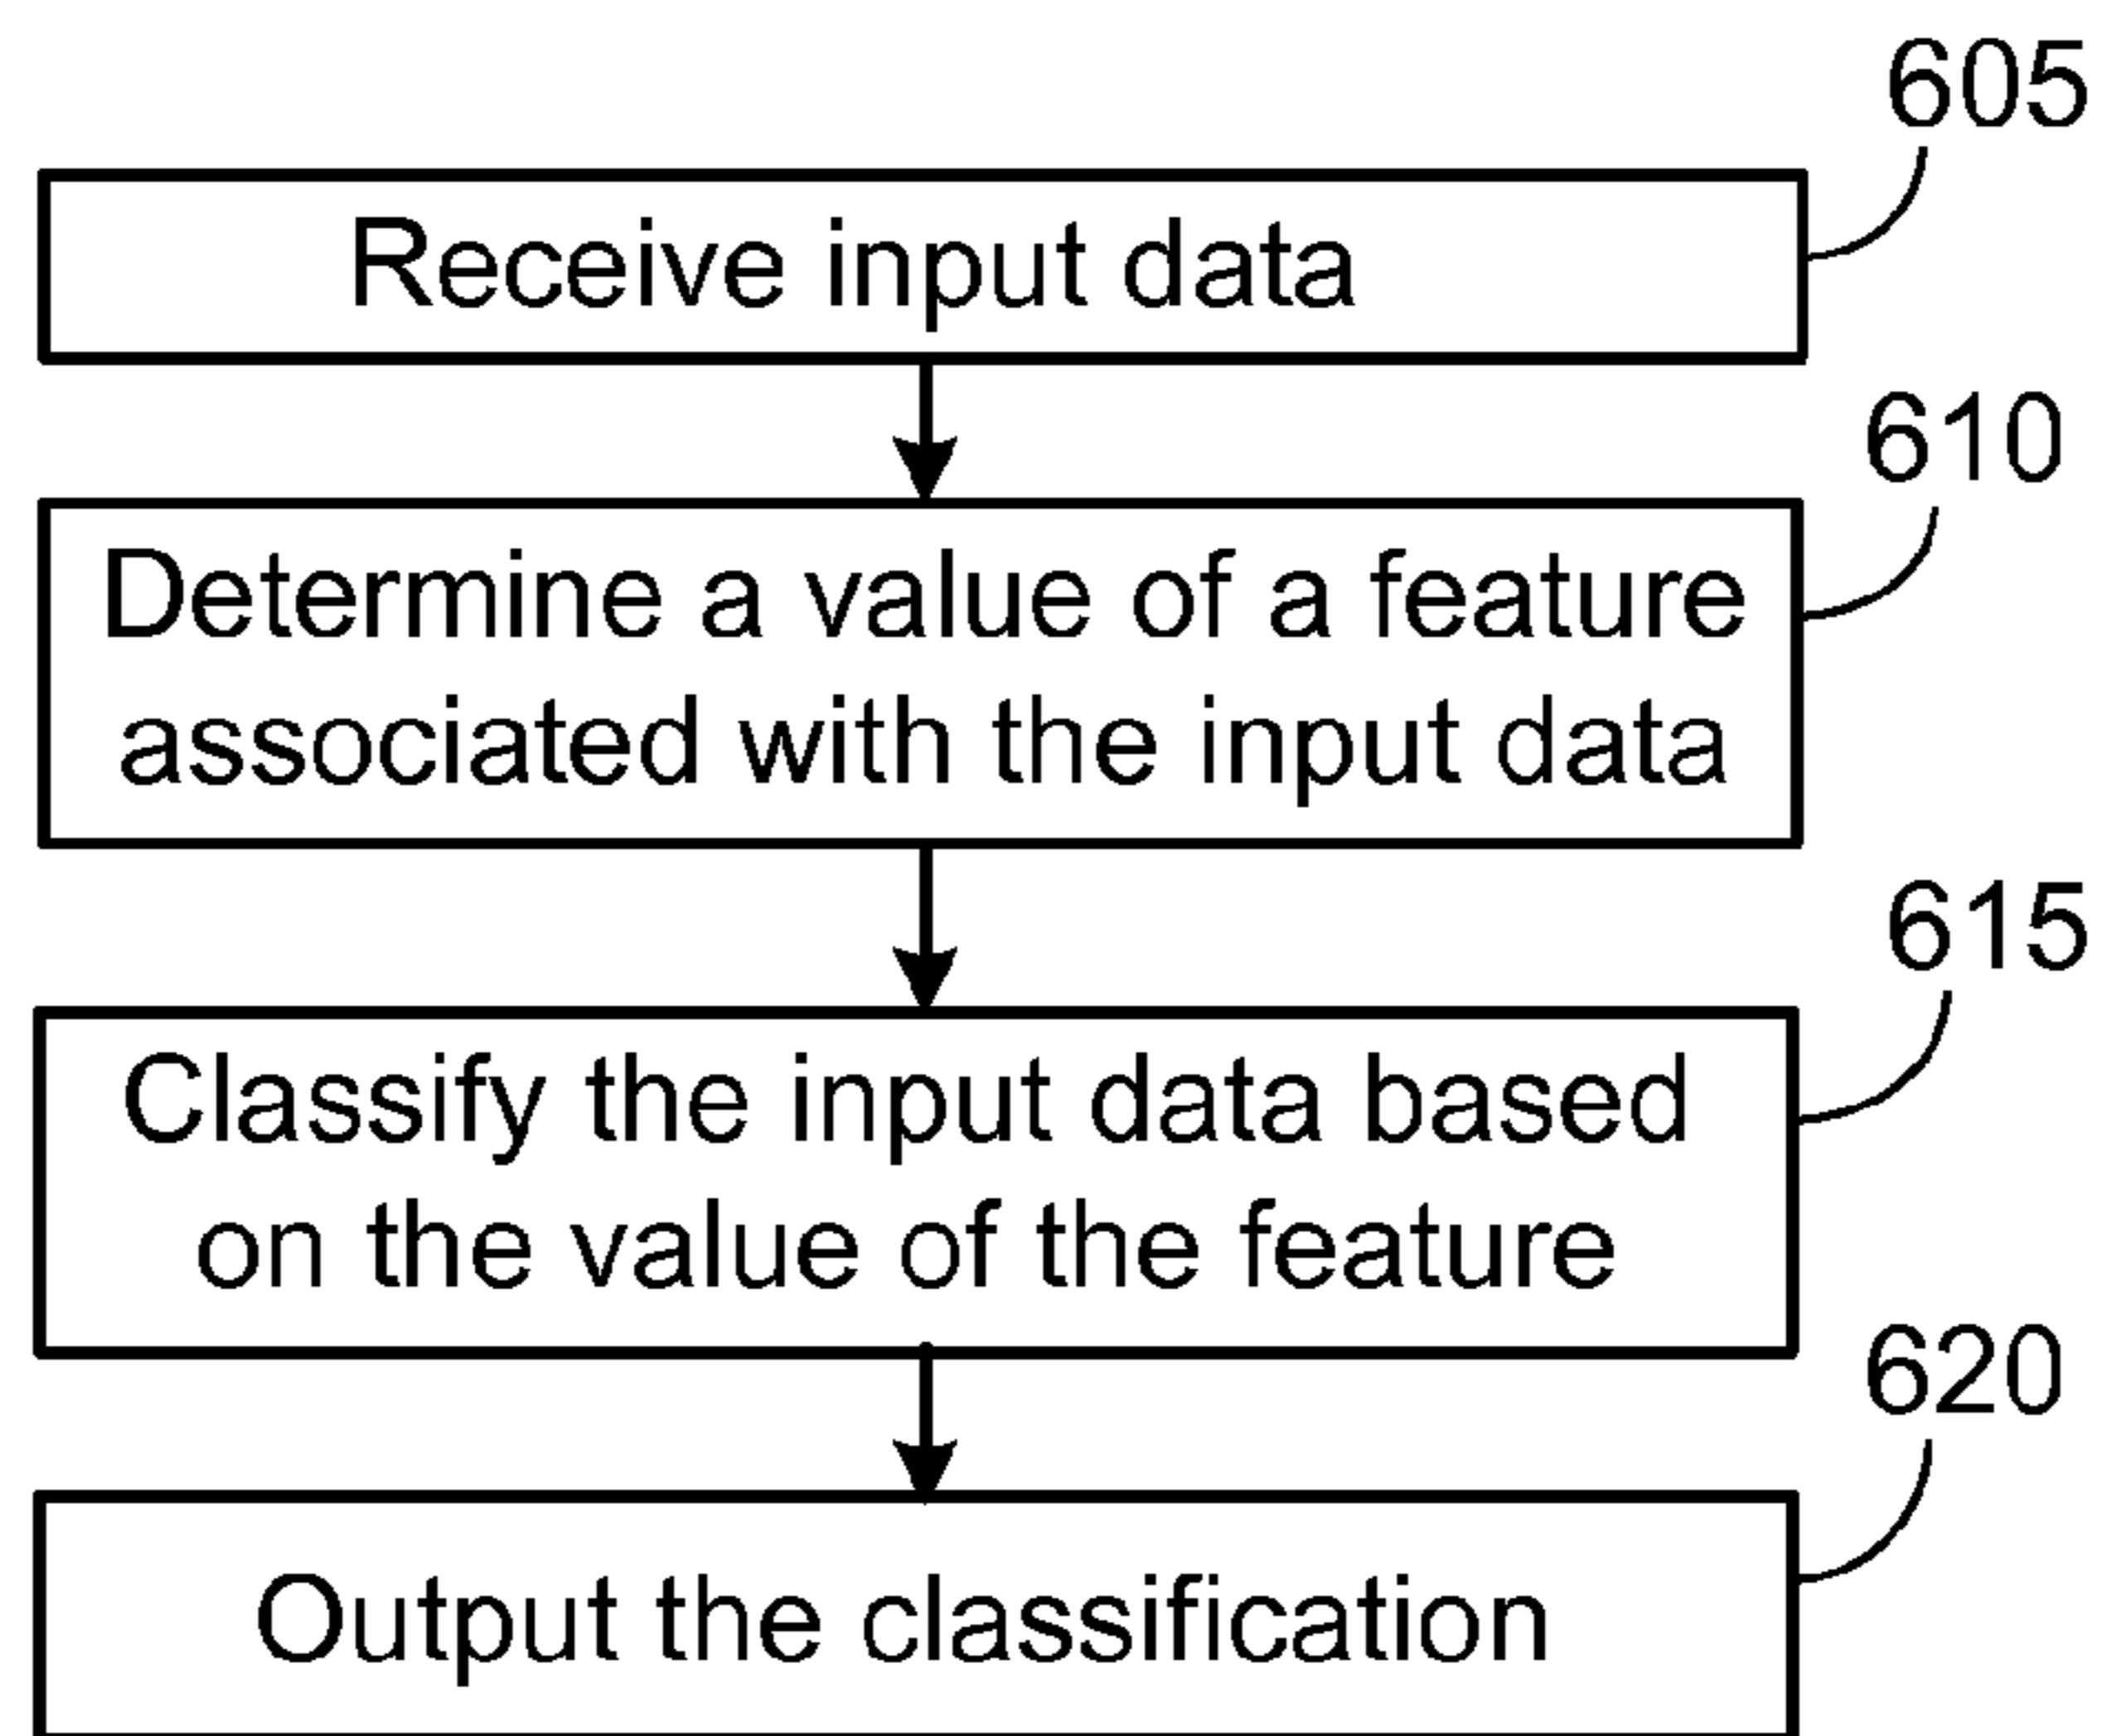 605
Receive input data
610
Determine a value of a feature
associated with the input data
615
Classify the input data based
on the value of the feature
620
Output the classification